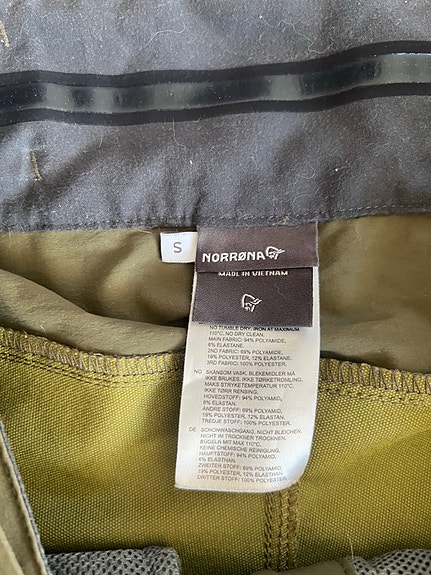 S
NORRØNA
MADE IN VIETNAM
NO TUMBLE DRY. IRON AT MAXIMUM
110°C. NO DRY CLEAN.
MAIN FABRIC: 94% POLYAMIDE,
6% ELASTANE.
2ND FABRIC: 69% POLYAMIDE,
19% POLYESTER, 12% ELASTANE.
3RD FABRIC: 100% POLYESTER.
NO SKÅNSOM VASK, BLEKEMIDLER MÅ
IKKE BRUKES, IKKE TØRKETROMLING,
MAKS STRYKETEMPERATUR 110°C,
IKKE TØRR RENSING.
HOVEDSTOFF: 94% POLYAMID,
6% ELASTAN.
ANDRE STOFF: 69% POLYAMID,
19% POLYESTER, 12% ELASTAN.
TREDJE STOFF: 100% POLYESTER.
DE SCHONWASCHGANG, NICHT BLEICHEN,
NICHT IM TROCKNER TROCKNEN,
BÜGELN MIT MAX 110°C.
KEINE CHEMISCHE REINIGUNG.
HAUPTSTOFF: 94% POLYAMID,
6% ELASTHAN.
ZWEITER STOFF: 69% POLYAMID,
19% POLYESTER, 12% ELASTHAN.
DRITTER STOFF: 100% POLYESTER.